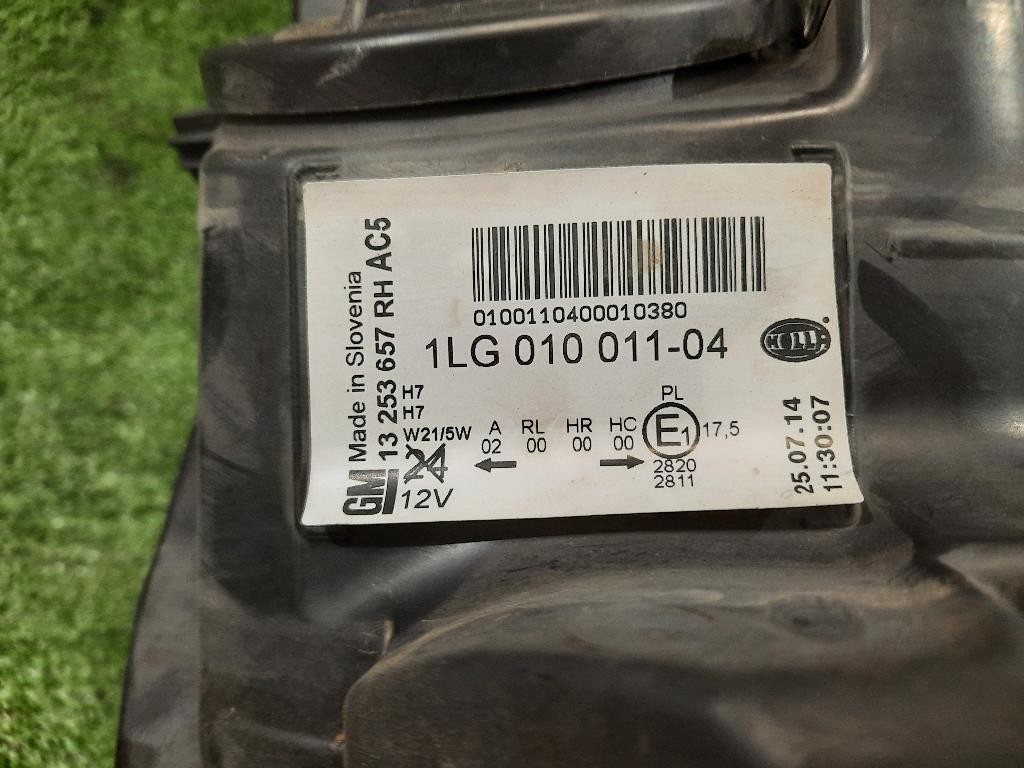 Made in Slovenia
GM 13 253 657 RH AC5
0100110400010380
1LG 010 011-04
HELLA
H7
H7
W21/5W
24
12V
A RL HR HC
02 00 00 00
PL
E1 17,5
2820
2811
25.07.14
11:30:07